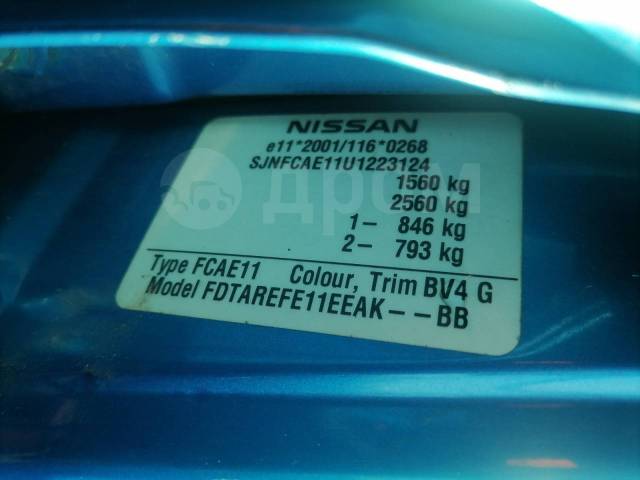 NISSAN
e11*2001/116*0268
SJNFCAE11U1223124
1560 kg
2560 kg
1– 846 kg
2– 793 kg
Type FCAE11 Colour, Trim BV4 G
Model FDTAREFE11EEAK– –BB
дром